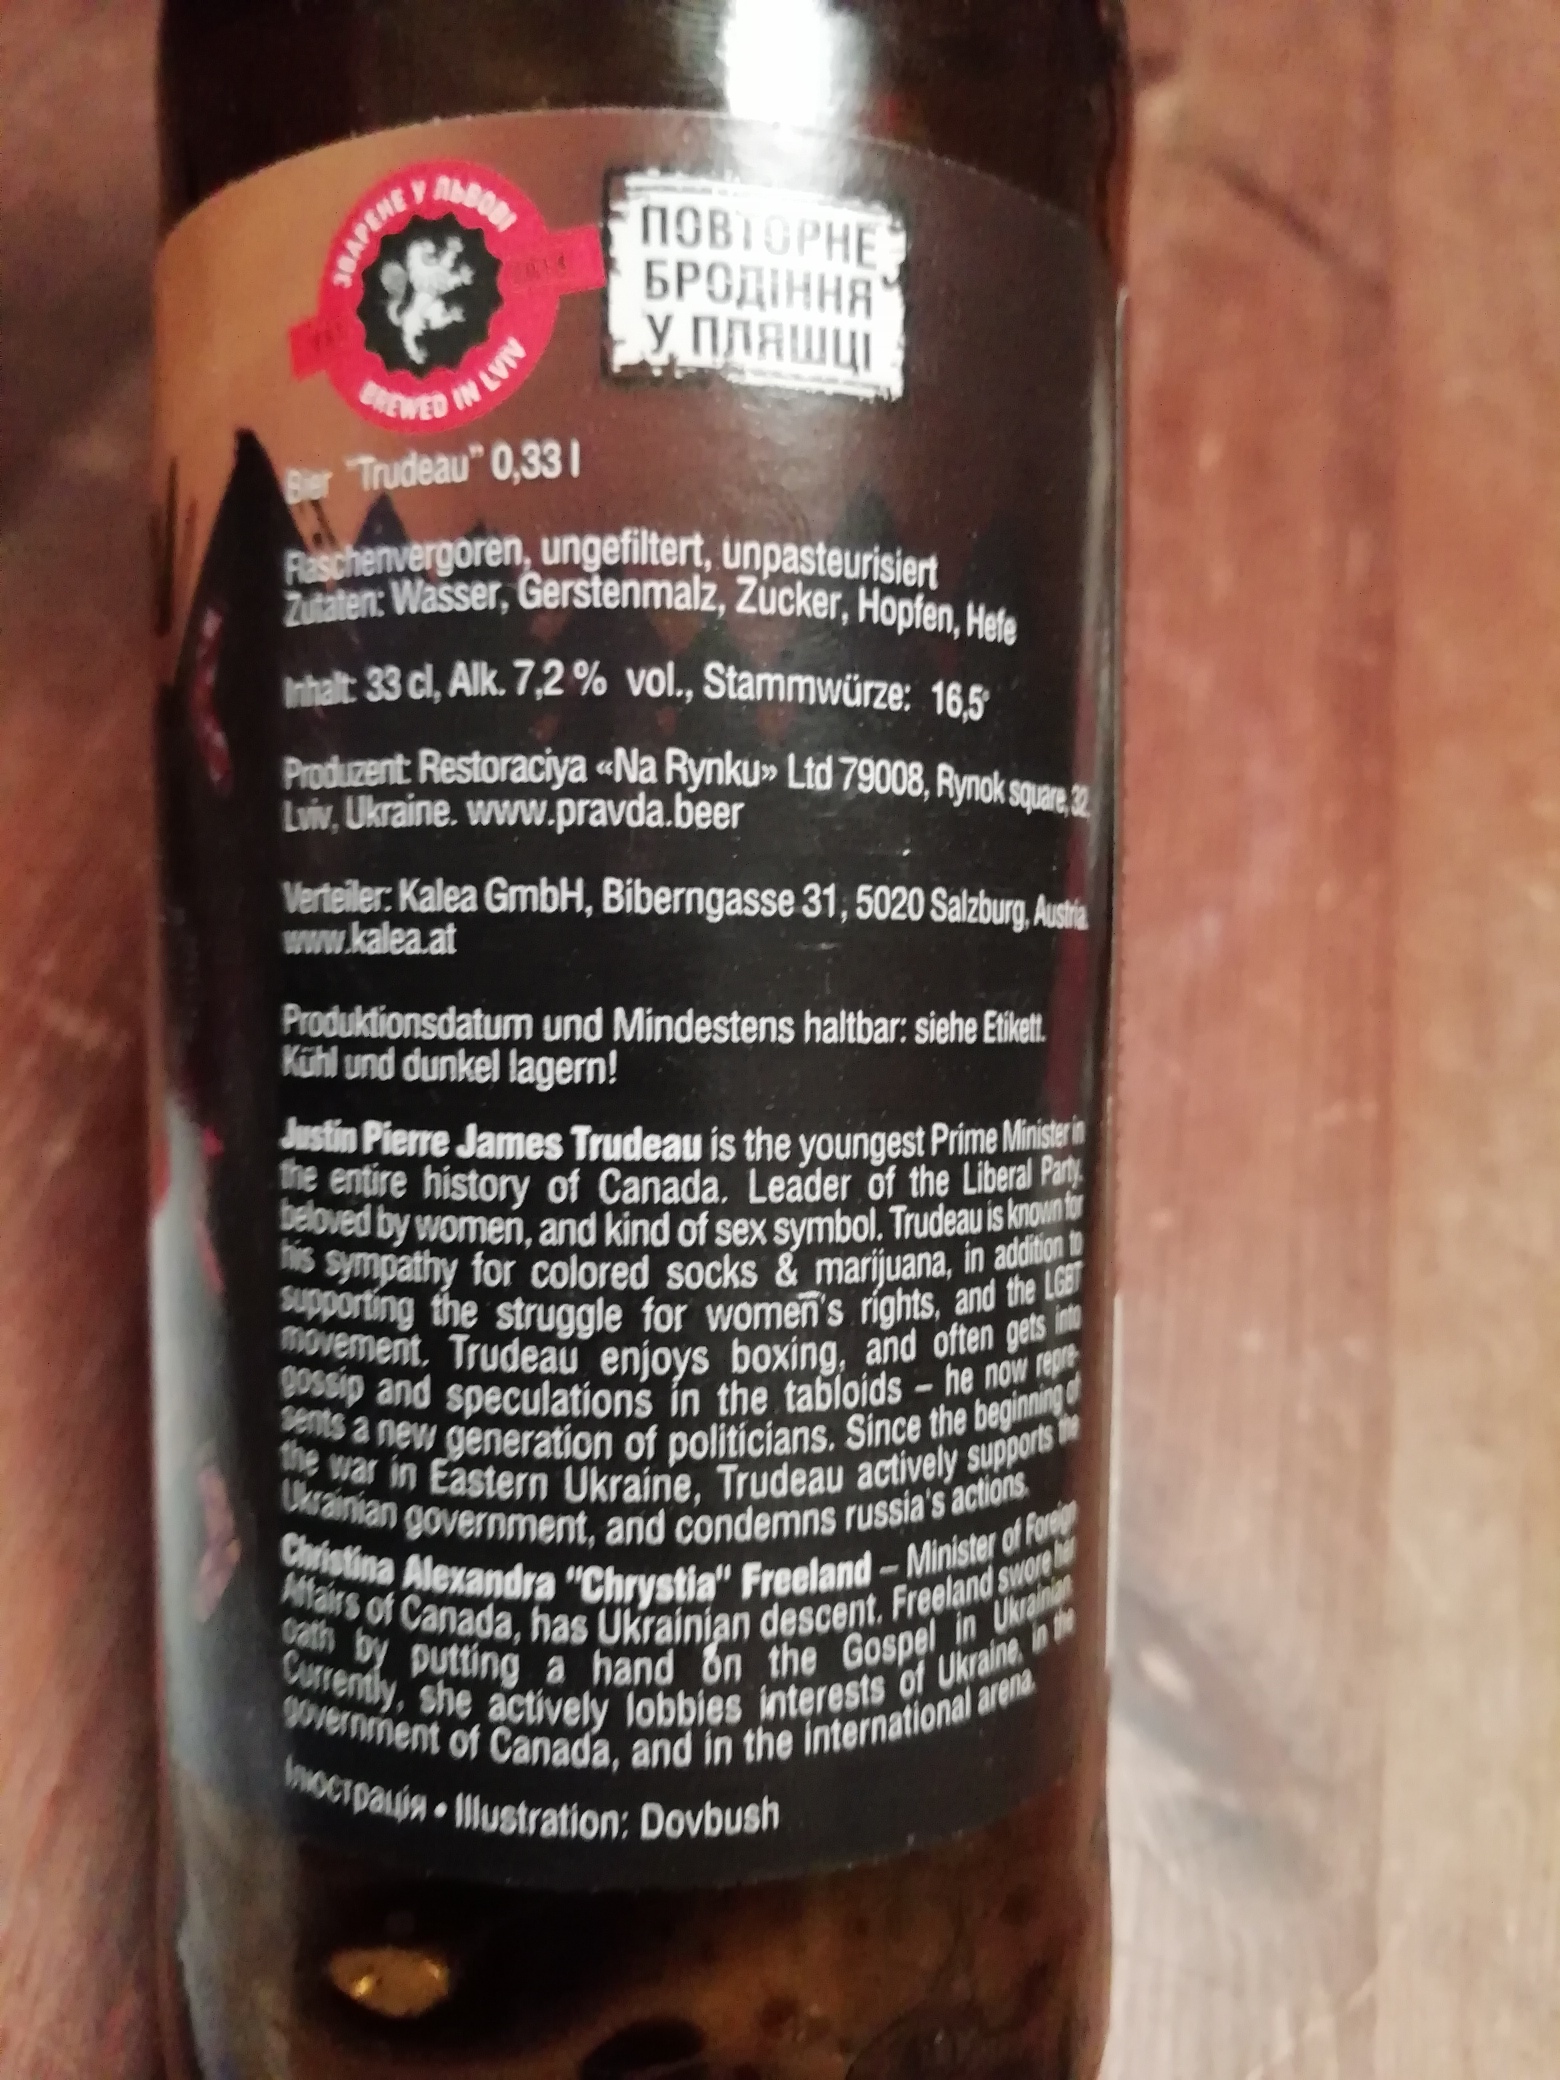 ЗВАРЕНЕ У ЛЬВОВІ
BREWED IN LVIV
ПОВТОРНЕ
БРОДІННЯ
У ПЛЯШЦІ
Bier "Trudeau" 0,33 l
Flaschenvergoren, ungefiltert, unpasteurisiert
Zutaten: Wasser, Gerstenmalz, Zucker, Hopfen, Hefe
Inhalt: 33 cl, Alk. 7,2 % vol., Stammwürze: 16,5°
Produzent: Restoraciya «Na Rynku» Ltd 79008, Rynok square, 32,
Lviv, Ukraine. www.pravda.beer
Verteiler: Kalea GmbH, Biberngasse 31, 5020 Salzburg, Austria.
www.kalea.at
Produktionsdatum und Mindestens haltbar: siehe Etikett.
Kühl und dunkel lagern!
Justin Pierre James Trudeau is the youngest Prime Minister in
the entire history of Canada. Leader of the Liberal Party,
beloved by women, and kind of sex symbol. Trudeau is known for
his sympathy for colored socks & marijuana, in addition to
supporting the struggle for women's rights, and the LGBT
movement. Trudeau enjoys boxing, and often gets into
gossip and speculations in the tabloids – he now repre-
sents a new generation of politicians. Since the beginning of
the war in Eastern Ukraine, Trudeau actively supports the
Ukrainian government, and condemns russia's actions.
Christina Alexandra "Chrystia" Freeland – Minister of Foreign
Affairs of Canada, has Ukrainian descent. Freeland swore her
oath by putting a hand on the Gospel in Ukrainian.
Currently, she actively lobbies interests of Ukraine, in the
government of Canada, and in the international arena.
Ілюстрація • Illustration: Dovbush